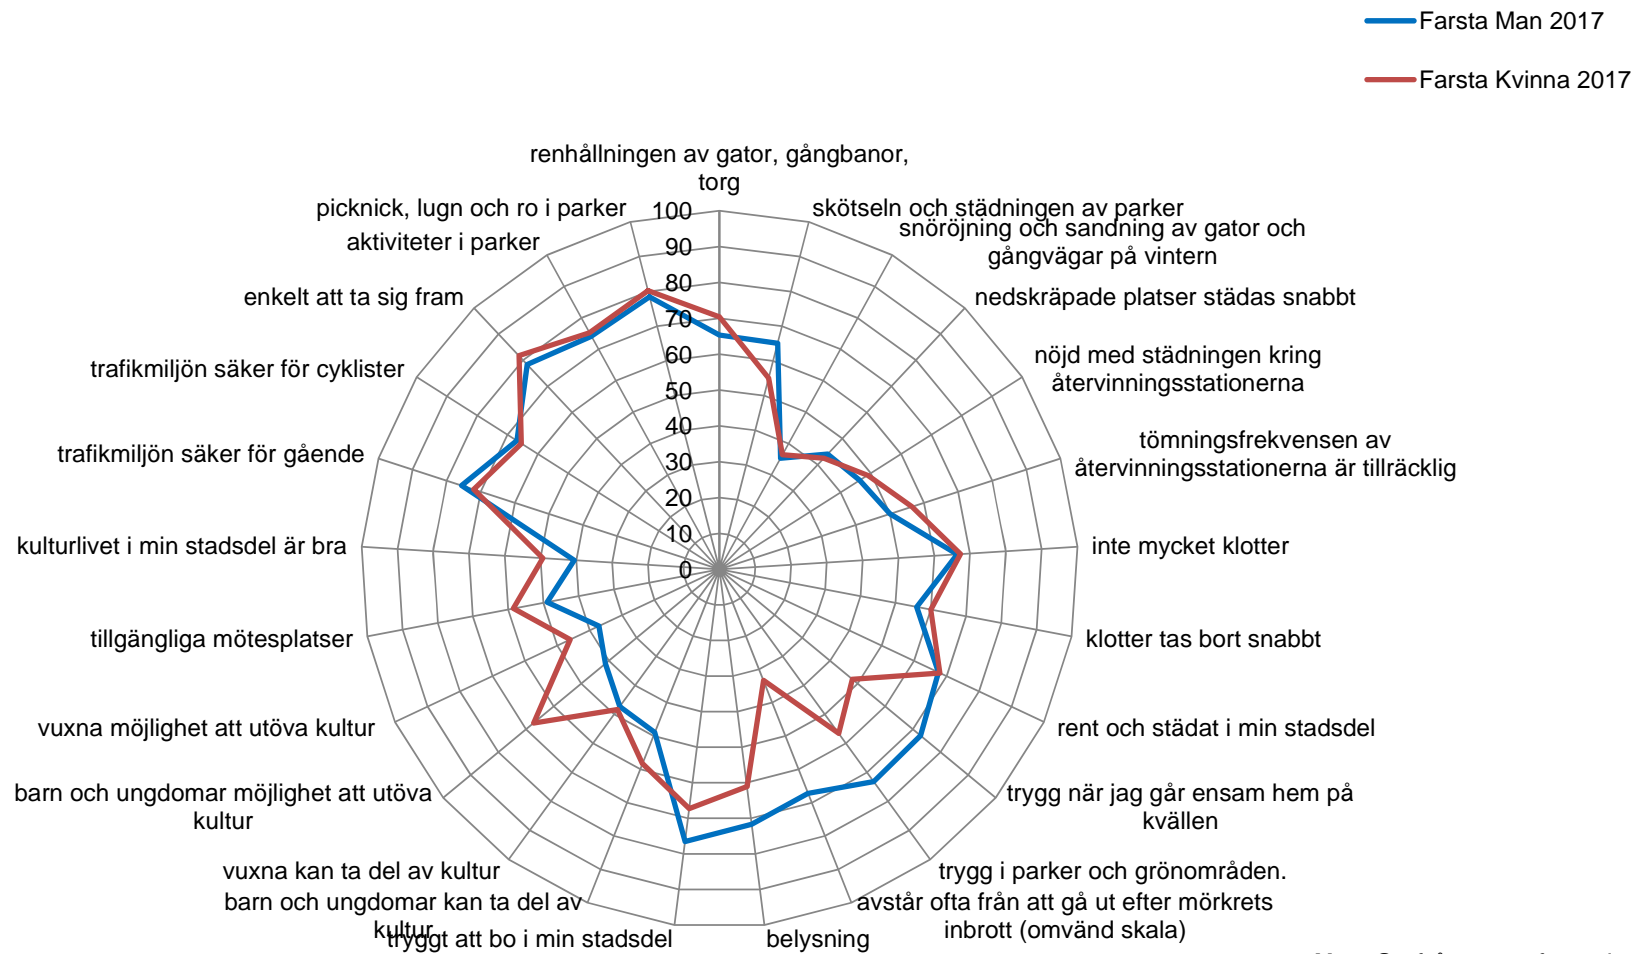 Farsta Man 2017
Farsta Kvinna 2017
renhållningen av gator, gångbanor,
torg
skötseln och städningen av parker
snöröjning och sandning av gator och
gångvägar på vintern
nedskräpade platser städas snabbt
nöjd med städningen kring
återvinningsstationerna
tömningsfrekvensen av
återvinningsstationerna är tillräcklig
inte mycket klotter
klotter tas bort snabbt
rent och städat i min stadsdel
trygg när jag går ensam hem på
kvällen
trygg i parker och grönområden.
avstår ofta från att gå ut efter mörkrets
inbrott (omvänd skala)
belysning
tryggt att bo i min stadsdel
barn och ungdomar kan ta del av
kultur
vuxna kan ta del av kultur
barn och ungdomar möjlighet att utöva
kultur
vuxna möjlighet att utöva kultur
tillgängliga mötesplatser
kulturlivet i min stadsdel är bra
trafikmiljön säker för gående
trafikmiljön säker för cyklister
enkelt att ta sig fram
aktiviteter i parker
picknick, lugn och ro i parker
100
90
80
70
60
50
40
30
20
10
0